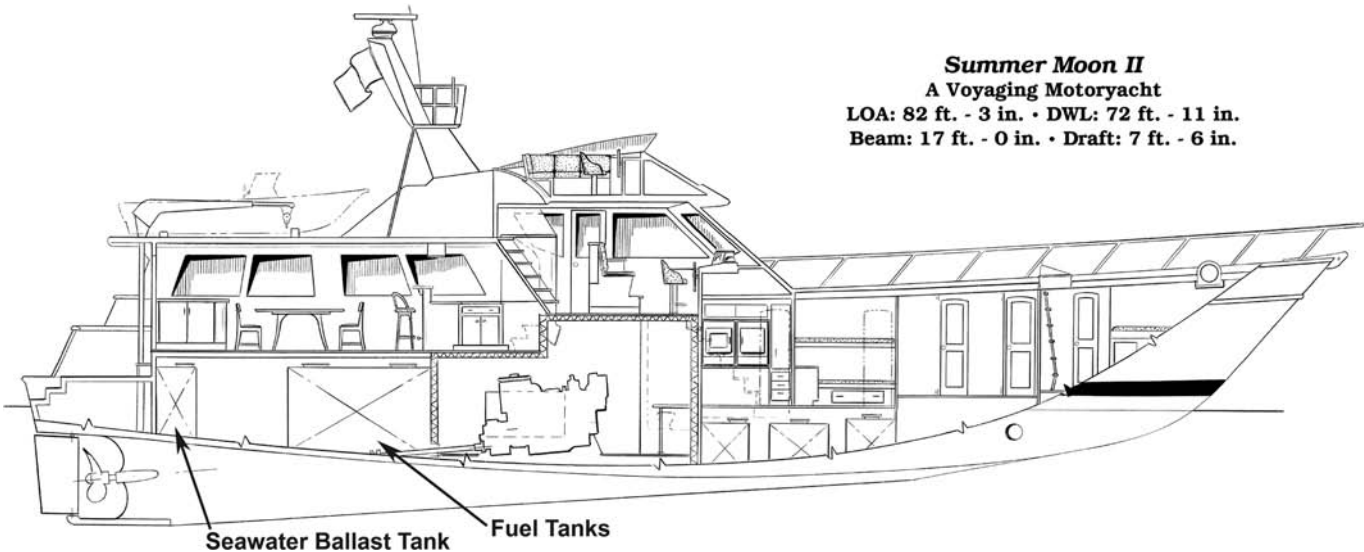 Summer Moon II
A Voyaging Motoryacht
LOA: 82 ft. - 3 in. • DWL: 72 ft. - 11 in.
Beam: 17 ft. - 0 in. • Draft: 7 ft. - 6 in.
Fuel Tanks
Seawater Ballast Tank